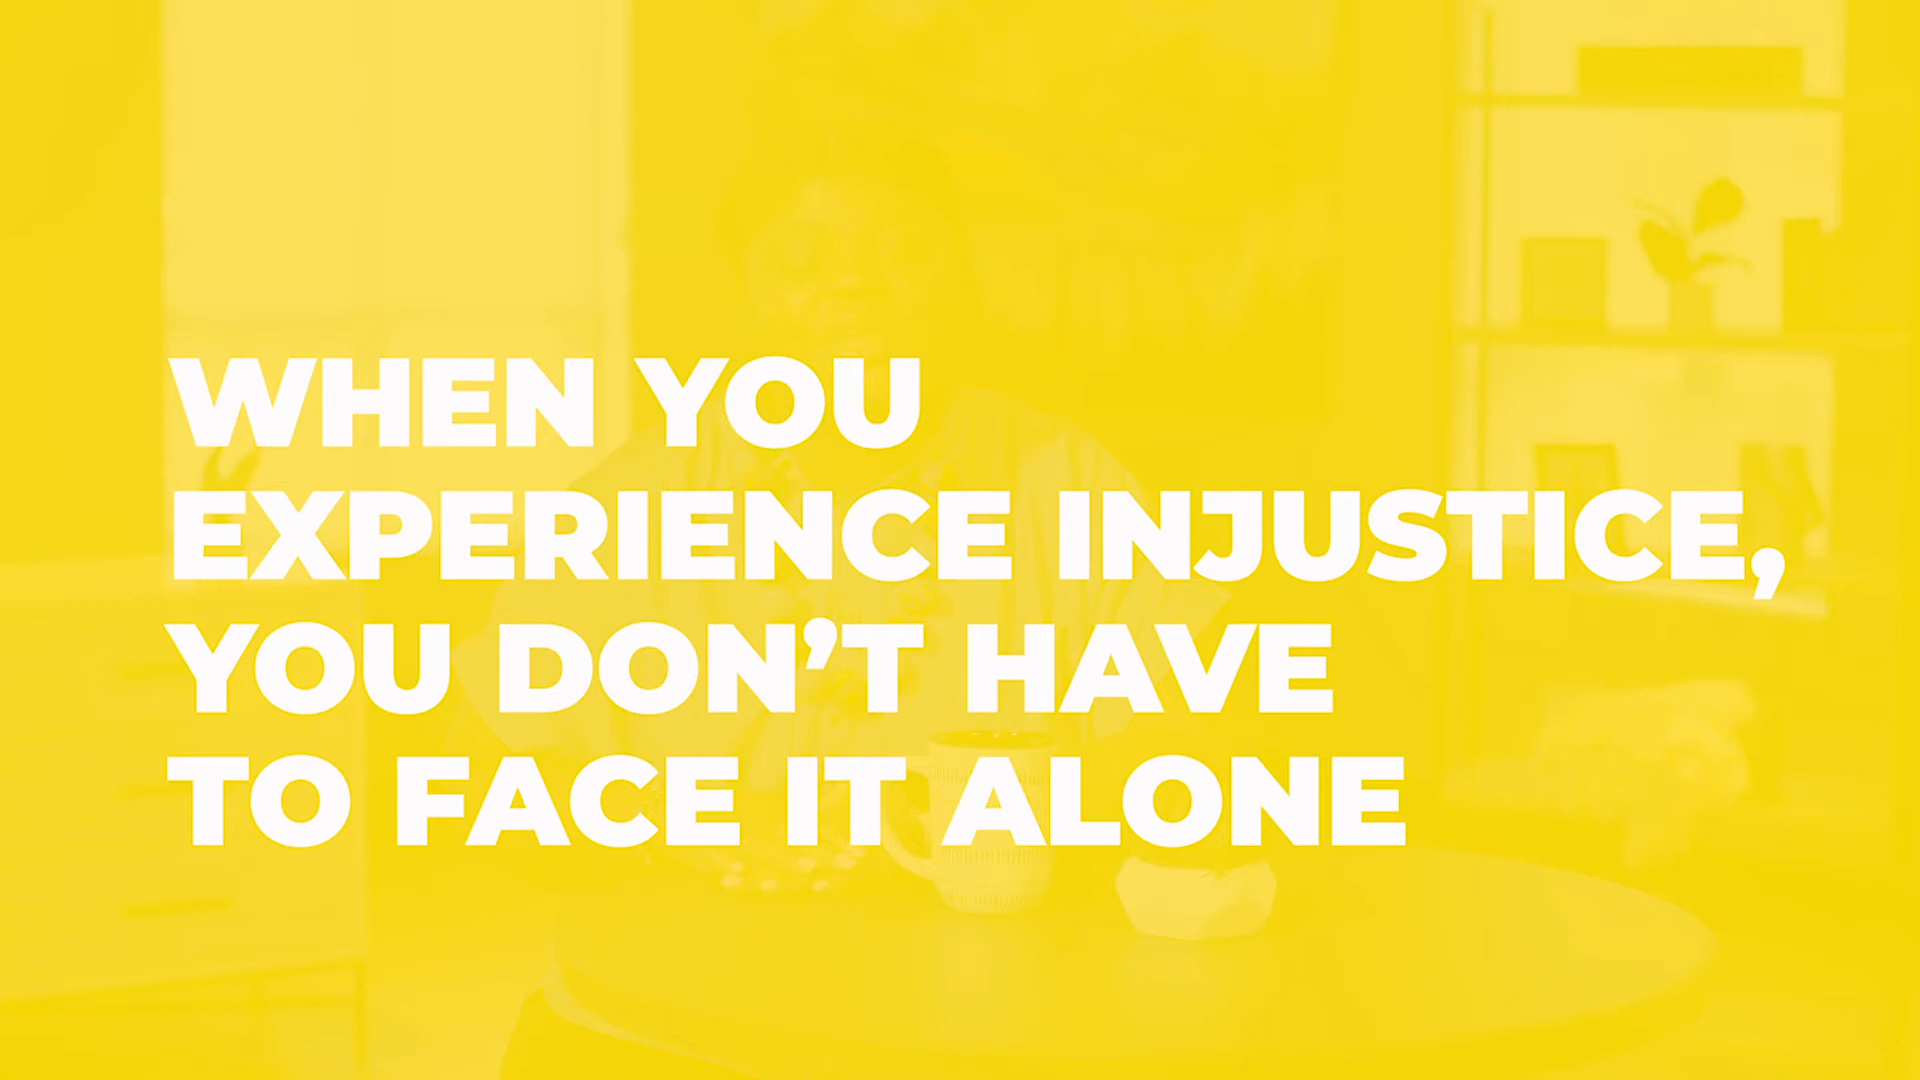 WHEN YOU
EXPERIENCE INJUSTICE,
YOU DON’T HAVE
TO FACE IT ALONE